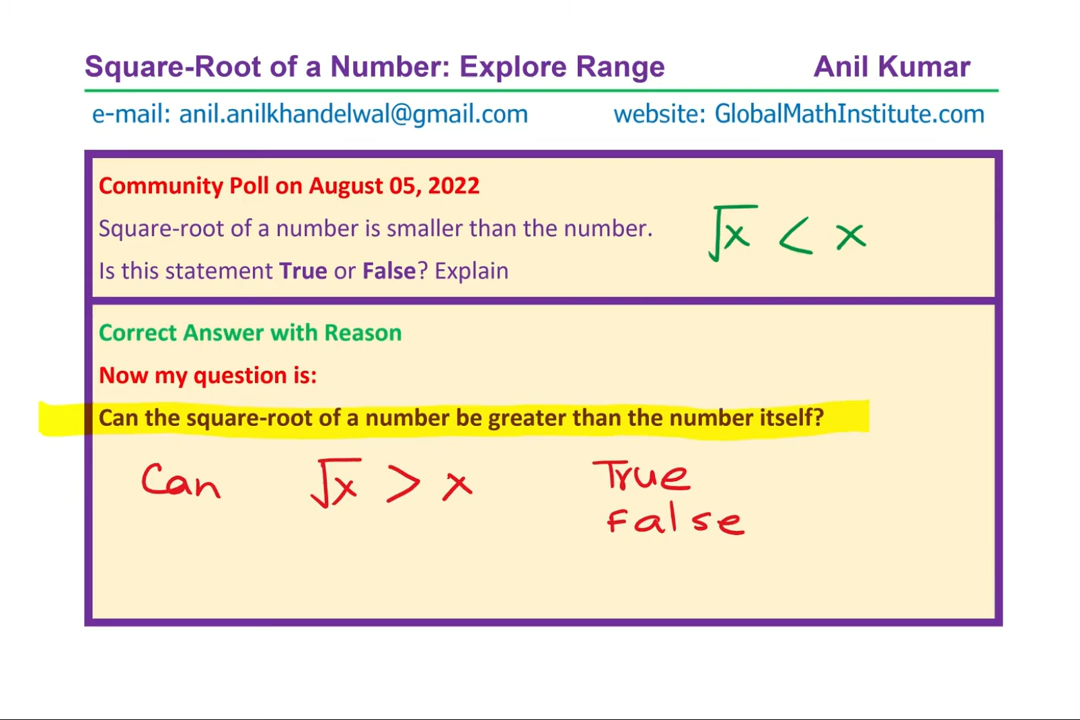 Square-Root of a Number: Explore Range Anil Kumar
e-mail: anil.anilkhandelwal@gmail.com website: GlobalMathInstitute.com
Community Poll on August 05, 2022
Square-root of a number is smaller than the number. √x < x
Is this statement True or False? Explain
Correct Answer with Reason
Now my question is:
Can the square-root of a number be greater than the number itself?
Can √x > x True
False